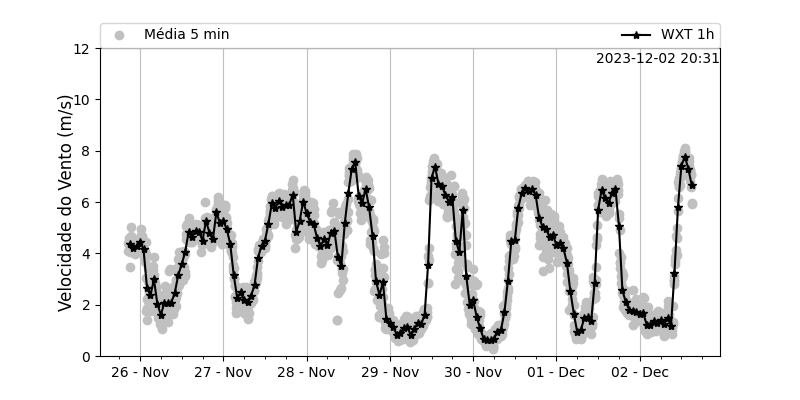 Média 5 min
WXT 1h
2023-12-02 20:31
Velocidade do Vento (m/s)
12
10
8
6
4
2
0
26 - Nov
27 - Nov
28 - Nov
29 - Nov
30 - Nov
01 - Dec
02 - Dec